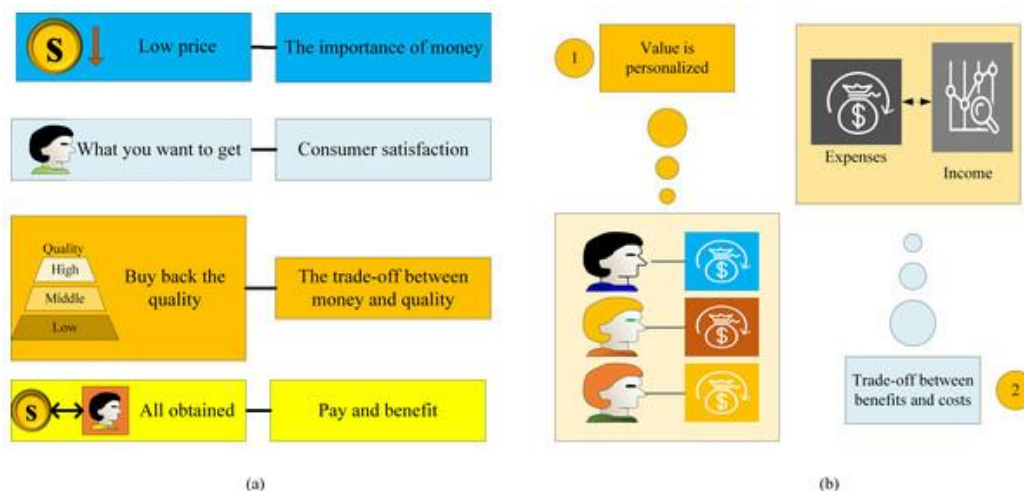 S
Low price
The importance of money
What you want to get
Consumer satisfaction
Quality
High
Middle
Low
Buy back the
quality
The trade-off between
money and quality
S
All obtained
Pay and benefit
(a)
1
Value is
personalized
$
$
$
$
Expenses
Income
Trade-off between
benefits and costs
2
(b)